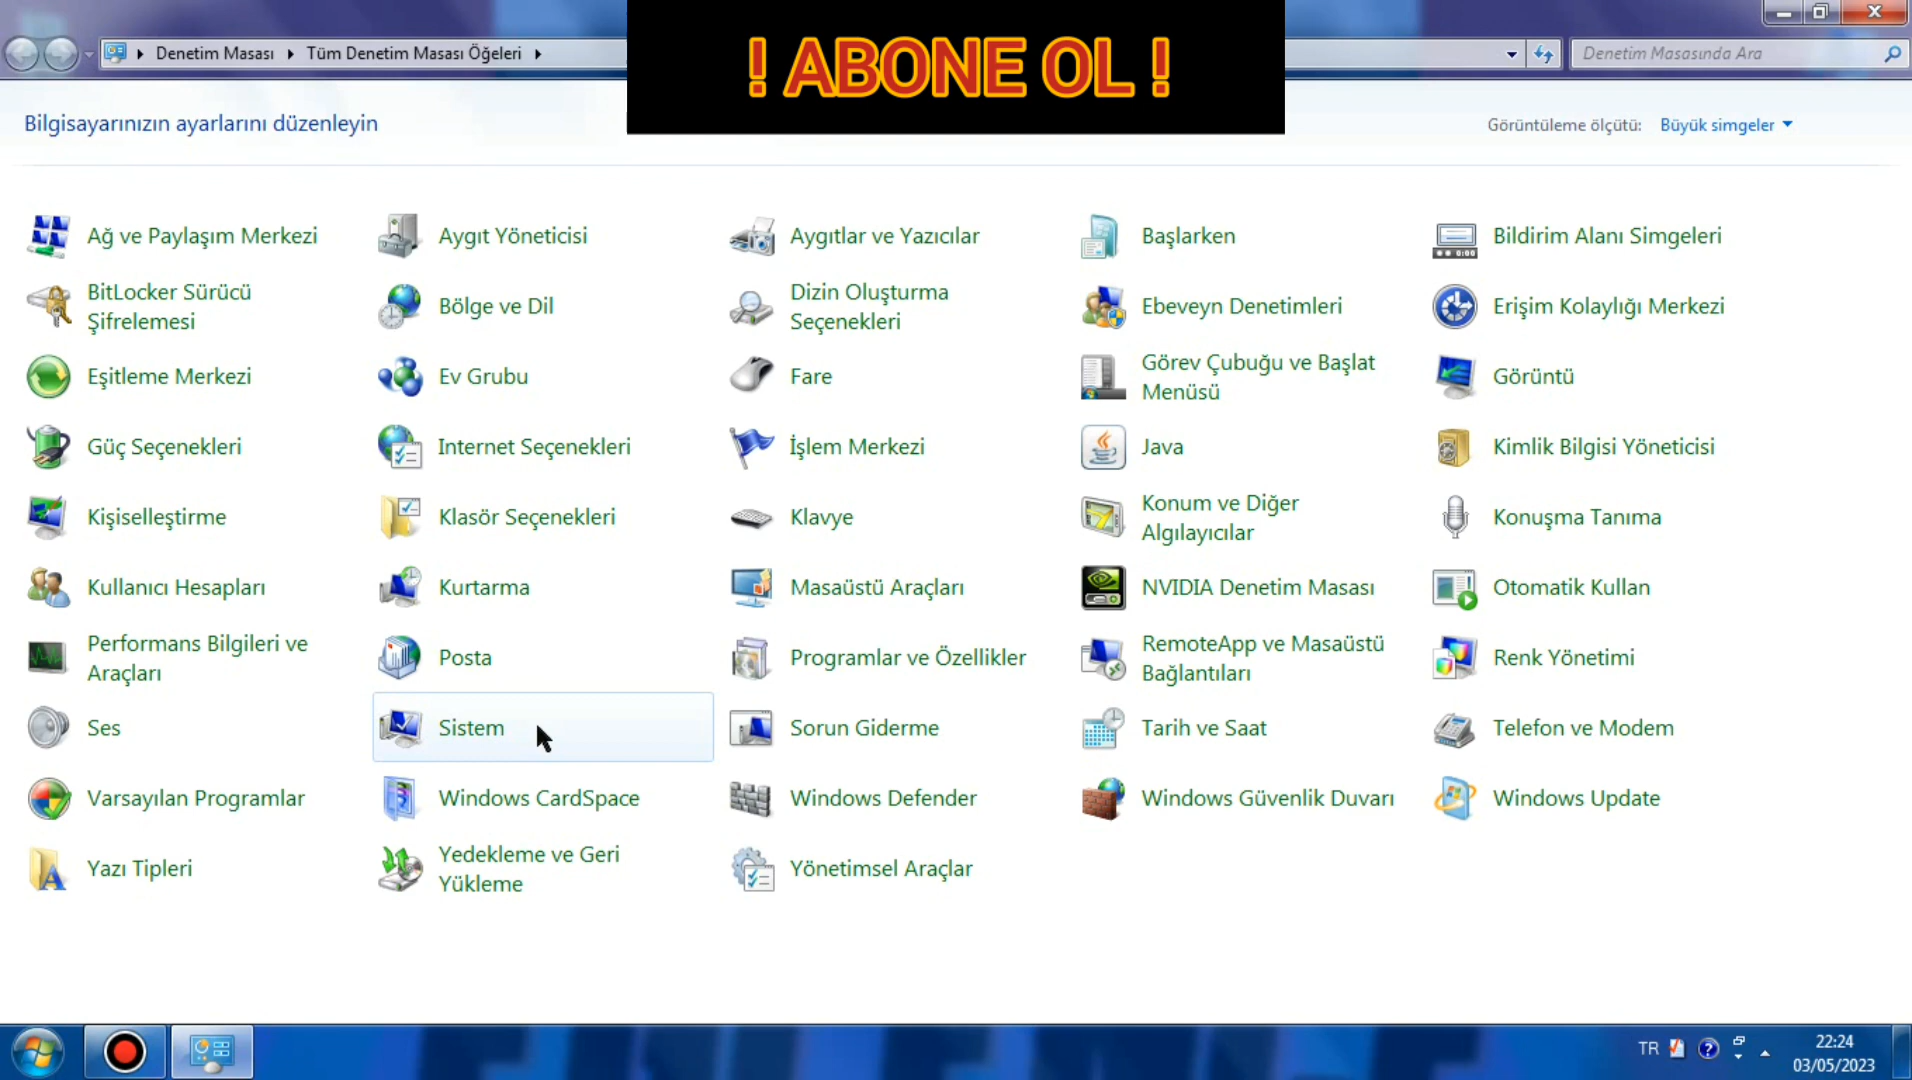 ! ABONE OL !
Denetim Masası
Tüm Denetim Masası Öğeleri
Denetim Masasında Ara
Bilgisayarınızın ayarlarını düzenleyin
Görüntüleme ölçütü: Büyük simgeler
Ağ ve Paylaşım Merkezi
Aygıt Yöneticisi
Aygıtlar ve Yazıcılar
Başlarken
Bildirim Alanı Simgeleri
BitLocker Sürücü
Şifrelemesi
Bölge ve Dil
Dizin Oluşturma
Seçenekleri
Ebeveyn Denetimleri
Erişim Kolaylığı Merkezi
Eşitleme Merkezi
Ev Grubu
Fare
Görev Çubuğu ve Başlat
Menüsü
Görüntü
Güç Seçenekleri
Internet Seçenekleri
İşlem Merkezi
Java
Kimlik Bilgisi Yöneticisi
Kişiselleştirme
Klasör Seçenekleri
Klavye
Konum ve Diğer
Algılayıcılar
Konuşma Tanıma
Kullanıcı Hesapları
Kurtarma
Masaüstü Araçları
NVIDIA Denetim Masası
Otomatik Kullan
Performans Bilgileri ve
Araçları
Posta
Programlar ve Özellikler
RemoteApp ve Masaüstü
Bağlantıları
Renk Yönetimi
Ses
Sistem
Sorun Giderme
Tarih ve Saat
Telefon ve Modem
Varsayılan Programlar
Windows CardSpace
Windows Defender
Windows Güvenlik Duvarı
Windows Update
Yazı Tipleri
Yedekleme ve Geri
Yükleme
Yönetimsel Araçlar
TR
22:24
03/05/2023